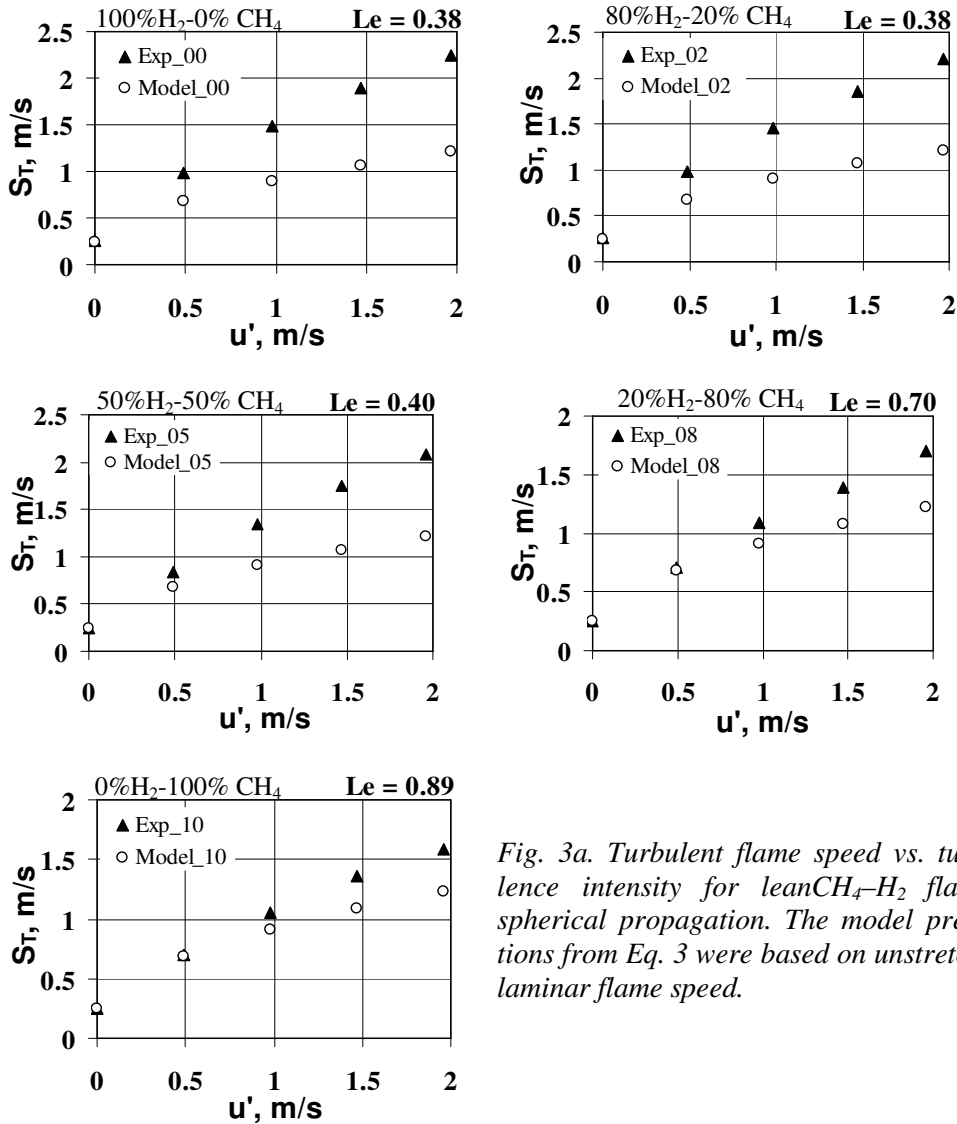 100%H₂-0% CH₄ Le = 0.38
2.5
2
1.5
1
0.5
0
S_T, m/s
▲ Exp_00
○ Model_00
0 0.5 1 1.5 2
u', m/s
80%H₂-20% CH₄ Le = 0.38
2.5
2
1.5
1
0.5
0
S_T, m/s
▲ Exp_02
○ Model_02
0 0.5 1 1.5 2
u', m/s
50%H₂-50% CH₄ Le = 0.40
2.5
2
1.5
1
0.5
0
S_T, m/s
▲ Exp_05
○ Model_05
0 0.5 1 1.5 2
u', m/s
20%H₂-80% CH₄ Le = 0.70
2
1.5
1
0.5
0
S_T, m/s
▲ Exp_08
○ Model_08
0 0.5 1 1.5 2
u', m/s
0%H₂-100% CH₄ Le = 0.89
2
1.5
1
0.5
0
S_T, m/s
▲ Exp_10
○ Model_10
0 0.5 1 1.5 2
u', m/s
Fig. 3a. Turbulent flame speed vs. tu
lence intensity for leanCH₄–H₂ fla
spherical propagation. The model pre
tions from Eq. 3 were based on unstret
laminar flame speed.